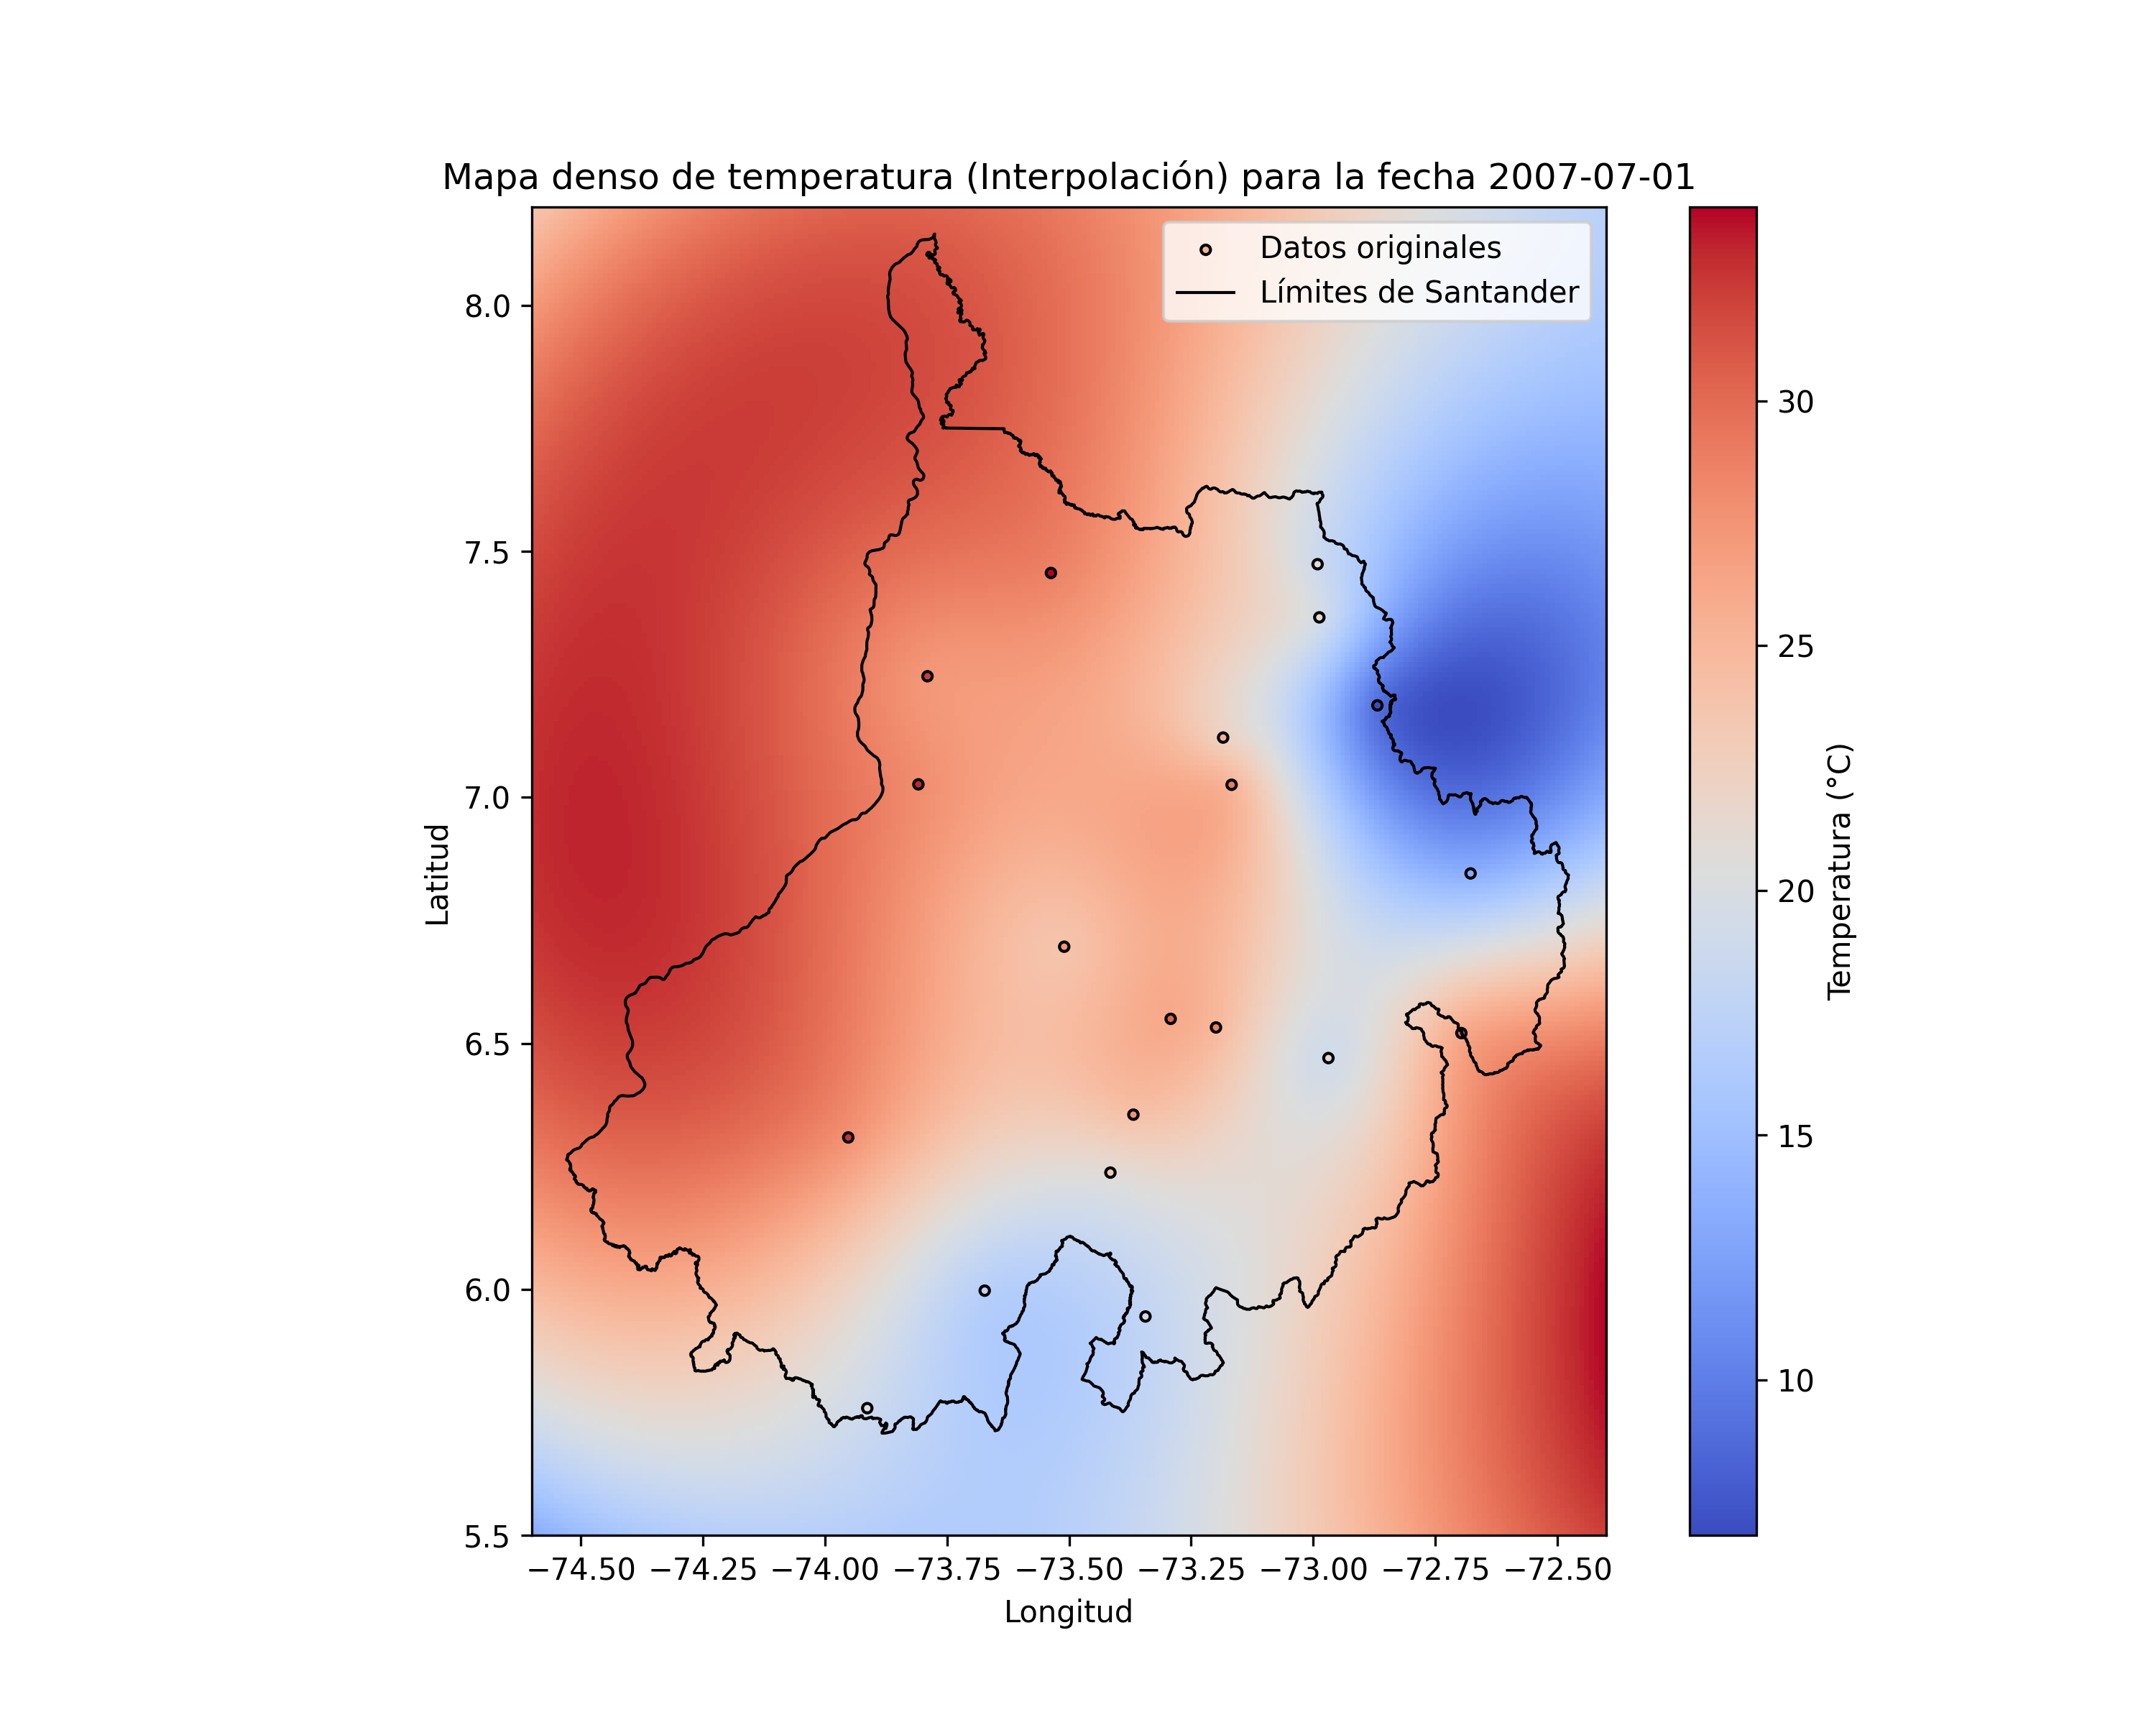 Mapa denso de temperatura (Interpolación) para la fecha 2007-07-01
Datos originales
Límites de Santander
8.0
7.5
7.0
6.5
6.0
5.5
Latitud
−74.50 −74.25 −74.00 −73.75 −73.50 −73.25 −73.00 −72.75 −72.50
Longitud
30
25
20
15
10
Temperatura (°C)